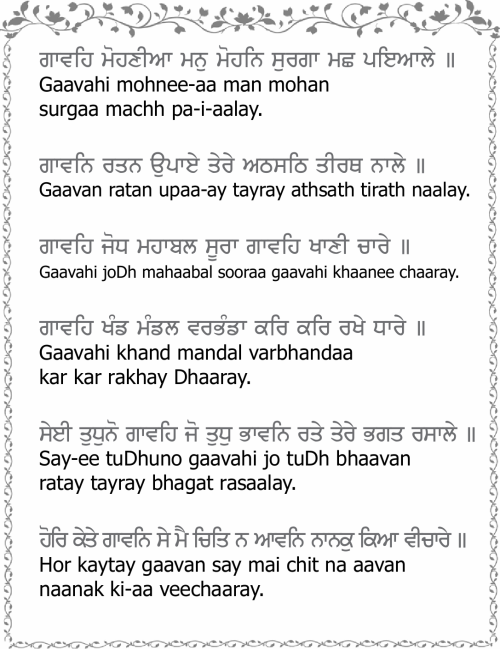 ਗਾਵਹਿ ਮੋਹਣੀਆ ਮਨੁ ਮੋਹਨਿ ਸੁਰਗਾ ਮਛ ਪਇਆਲੇ ॥
Gaavahi mohnee-aa man mohan
surgaa machh pa-i-aalay.
ਗਾਵਨਿ ਰਤਨ ਉਪਾਏ ਤੇਰੇ ਅਠਸਠਿ ਤੀਰਥ ਨਾਲੇ ॥
Gaavan ratan upaa-ay tayray athsath tirath naalay.
ਗਾਵਹਿ ਜੋਧ ਮਹਾਬਲ ਸੂਰਾ ਗਾਵਹਿ ਖਾਣੀ ਚਾਰੇ ॥
Gaavahi joDh mahaabal sooraa gaavahi khaanee chaaray.
ਗਾਵਹਿ ਖੰਡ ਮੰਡਲ ਵਰਭੰਡਾ ਕਰਿ ਕਰਿ ਰਖੇ ਧਾਰੇ ॥
Gaavahi khand mandal varbhandaa
kar kar rakhay Dhaaray.
ਸੇਈ ਤੁਧੁਨੋ ਗਾਵਹਿ ਜੋ ਤੁਧੁ ਭਾਵਨਿ ਰਤੇ ਤੇਰੇ ਭਗਤ ਰਸਾਲੇ ॥
Say-ee tuDhuno gaavahi jo tuDh bhaavan
ratay tayray bhagat rasaalay.
ਹੋਰਿ ਕੇਤੇ ਗਾਵਨਿ ਸੇ ਮੈ ਚਿਤਿ ਨ ਆਵਨਿ ਨਾਨਕੁ ਕਿਆ ਵੀਚਾਰੇ ॥
Hor kaytay gaavan say mai chit na aavan
naanak ki-aa veechaaray.